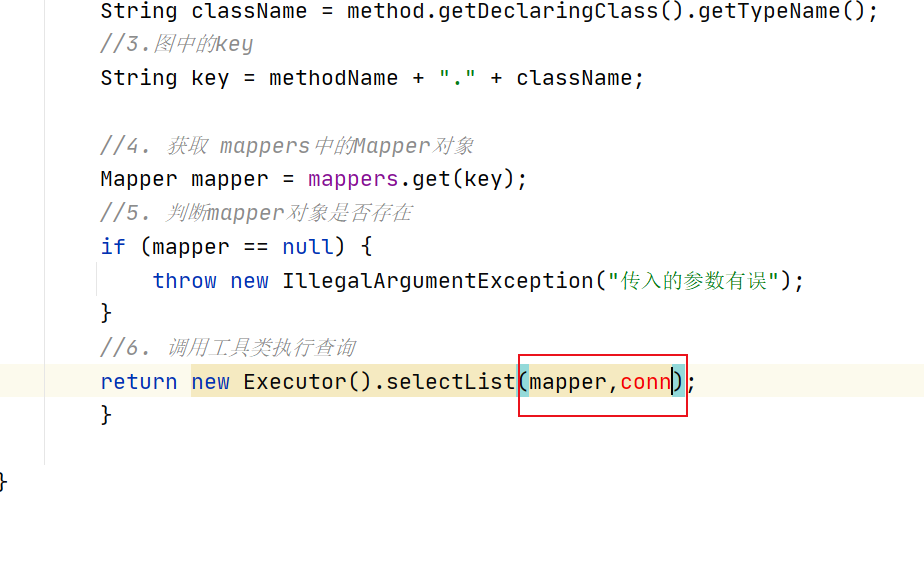 String className = method.getDeclaringClass().getTypeName();
//3.图中的key
String key = methodName + "." + className;
//4. 获取 mappers中的Mapper对象
Mapper mapper = mappers.get(key);
//5. 判断mapper对象是否存在
if (mapper == null) {
throw new IllegalArgumentException("传入的参数有误");
}
//6. 调用工具类执行查询
return new Executor().selectList(mapper,conn);
}
}